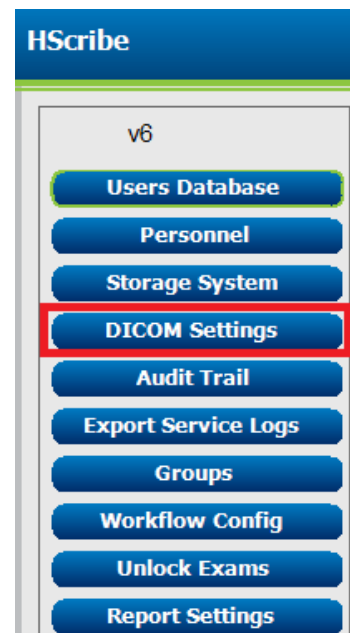 HScribe
v6
Users Database
Personnel
Storage System
DICOM Settings
Audit Trail
Export Service Logs
Groups
Workflow Config
Unlock Exams
Report Settings